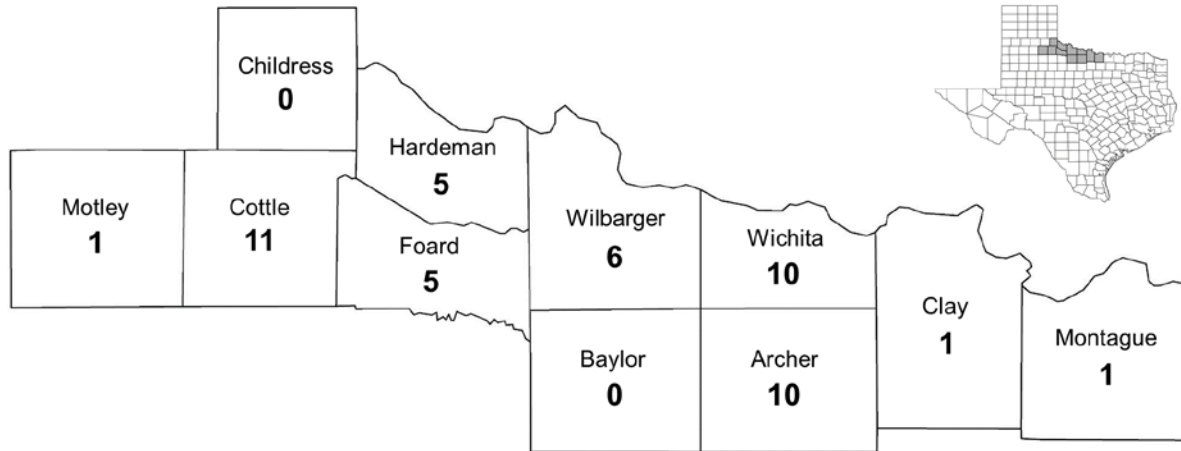 Childress
0
Hardeman
5
Motley
1
Cottle
11
Foard
5
Wilbarger
6
Wichita
10
Baylor
0
Archer
10
Clay
1
Montague
1